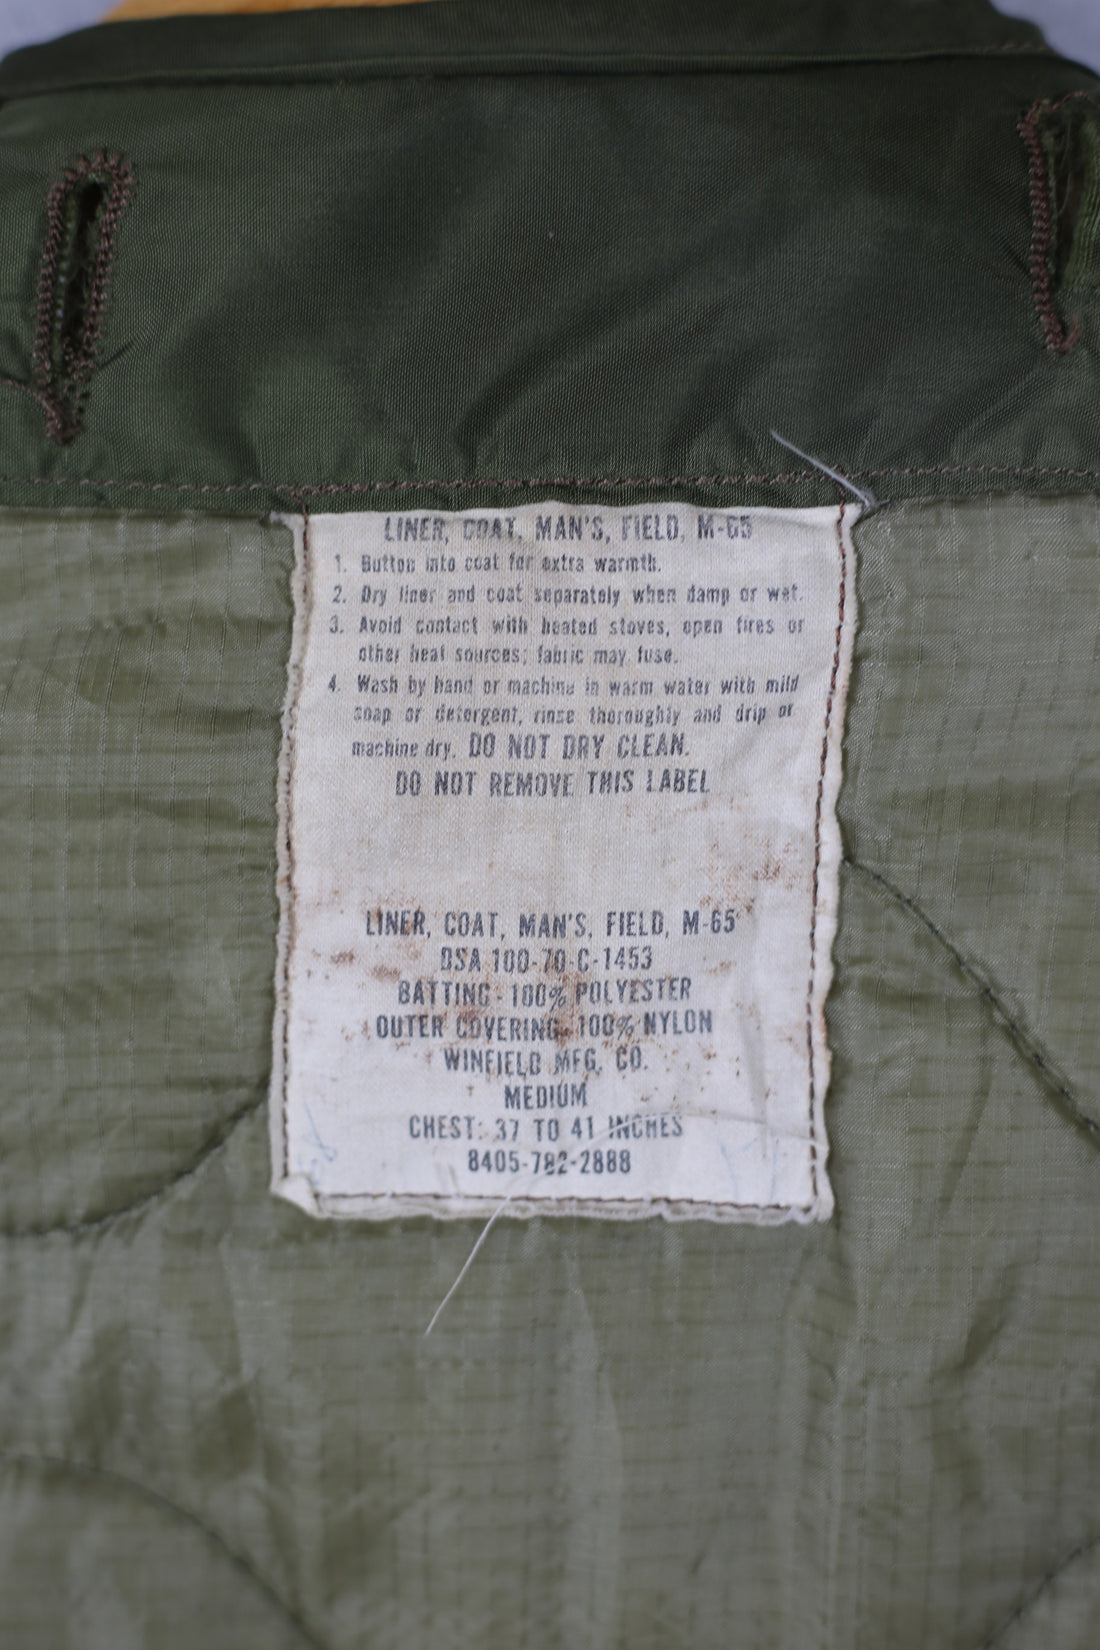 LINER, COAT, MAN'S, FIELD, M-65
1. Button into coat for extra warmth.
2. Dry liner and coat separately when damp or wet.
3. Avoid contact with heated stoves, open fires or
other heat sources; fabric may fuse.
4. Wash by hand or machine in warm water with mild
soap or detergent, rinse thoroughly and drip or
machine dry. DO NOT DRY CLEAN.
DO NOT REMOVE THIS LABEL
LINER, COAT, MAN'S, FIELD, M-65
DSA 100-70-C-1453
BATTING - 100% POLYESTER
OUTER COVERING- 100% NYLON
WINFIELD MFG. CO.
MEDIUM
CHEST: 37 TO 41 INCHES
8405-782-2888